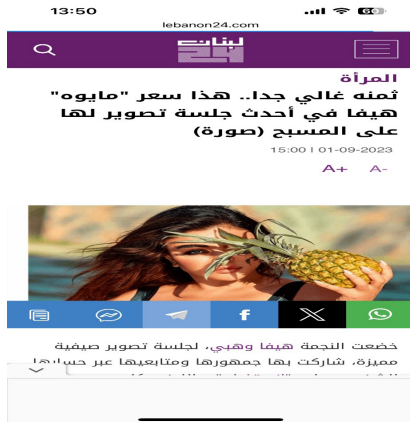 13:50
lebanon24.com
لبنان 24
المرأة
ثمنه غالي جدا.. هذا سعر "مايوه"
هيفا في أحدث جلسة تصوير لها
على المسبح (صورة)
15:00 | 01-09-2023
A+ A-
خضعت النجمة هيفا وهبي، لجلسة تصوير صيفية
مميزة، شاركت بها جمهورها ومتابعيها عبر حسابها